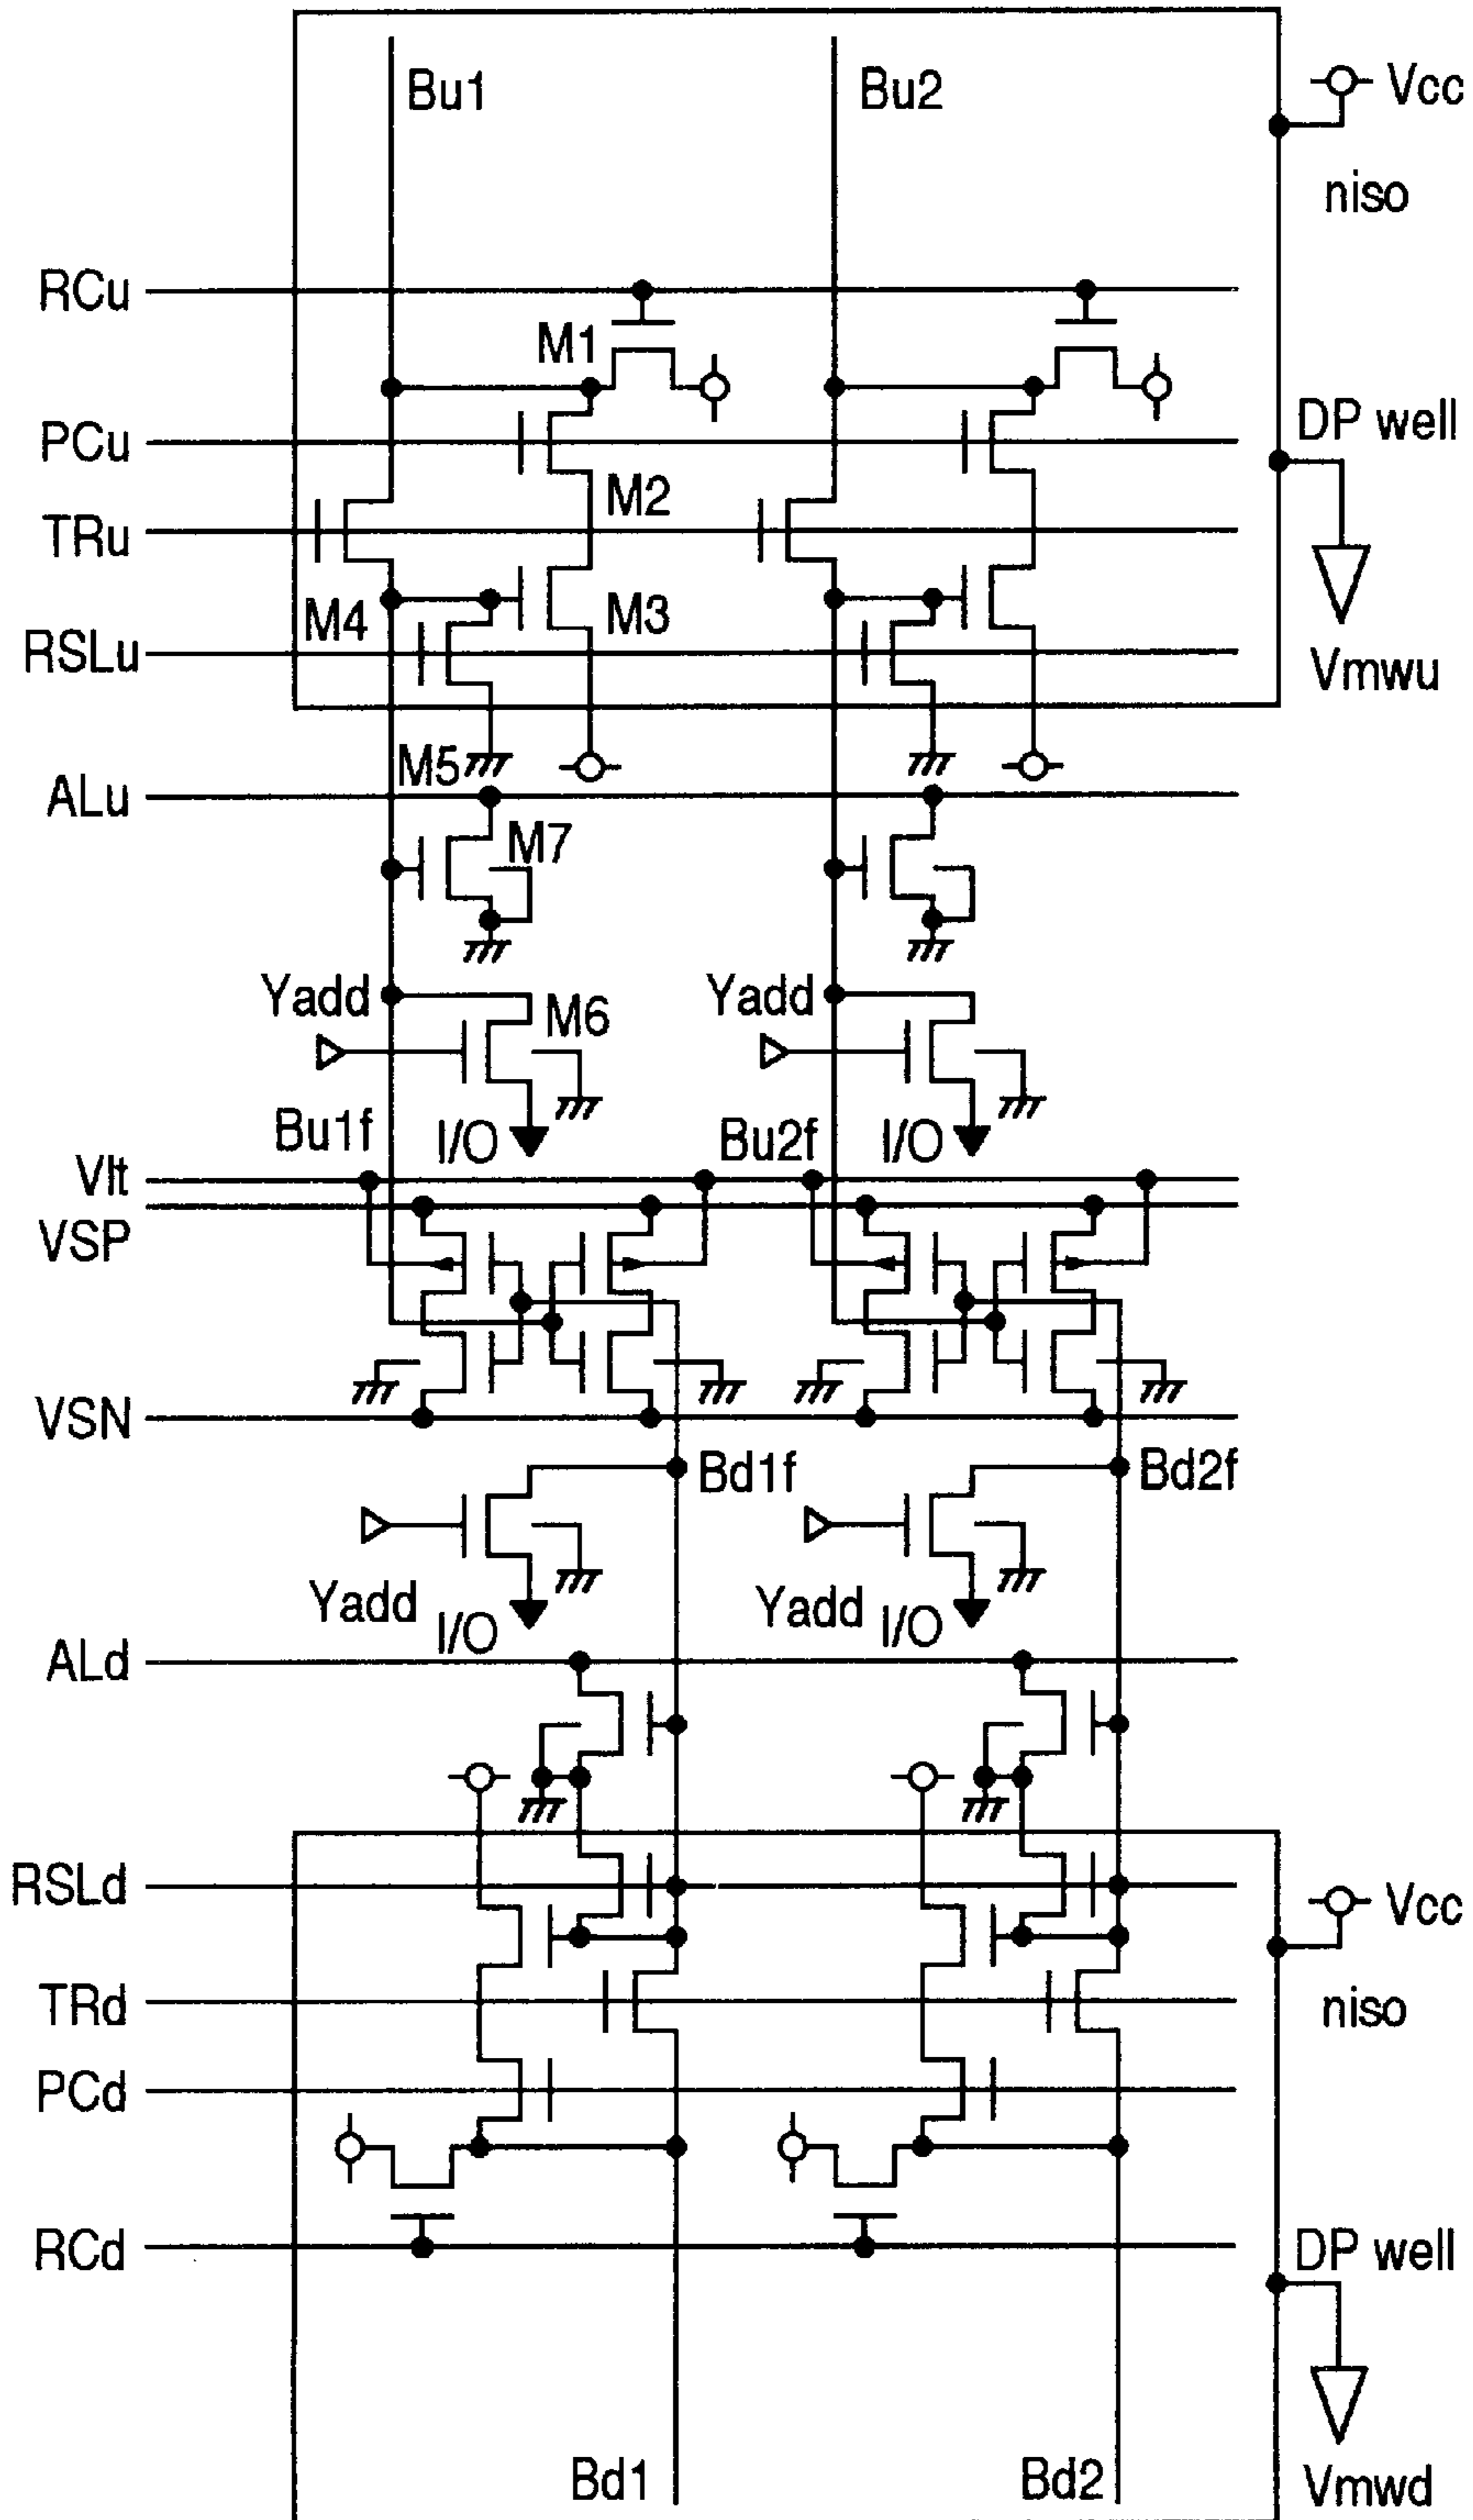 Bu1
Bu2
Vcc
niso
RCu
M1
DP well
PCu
M2
TRu
M4
M3
RSLu
Vmwu
M5
ALu
M7
Yadd
M6
Yadd
Bu1f
I/O
Bu2f
I/O
Vlt
VSP
VSN
Bd1f
Bd2f
Yadd
I/O
Yadd
I/O
ALd
RSLd
Vcc
TRd
niso
PCd
RCd
DP well
Bd1
Bd2
Vmwd